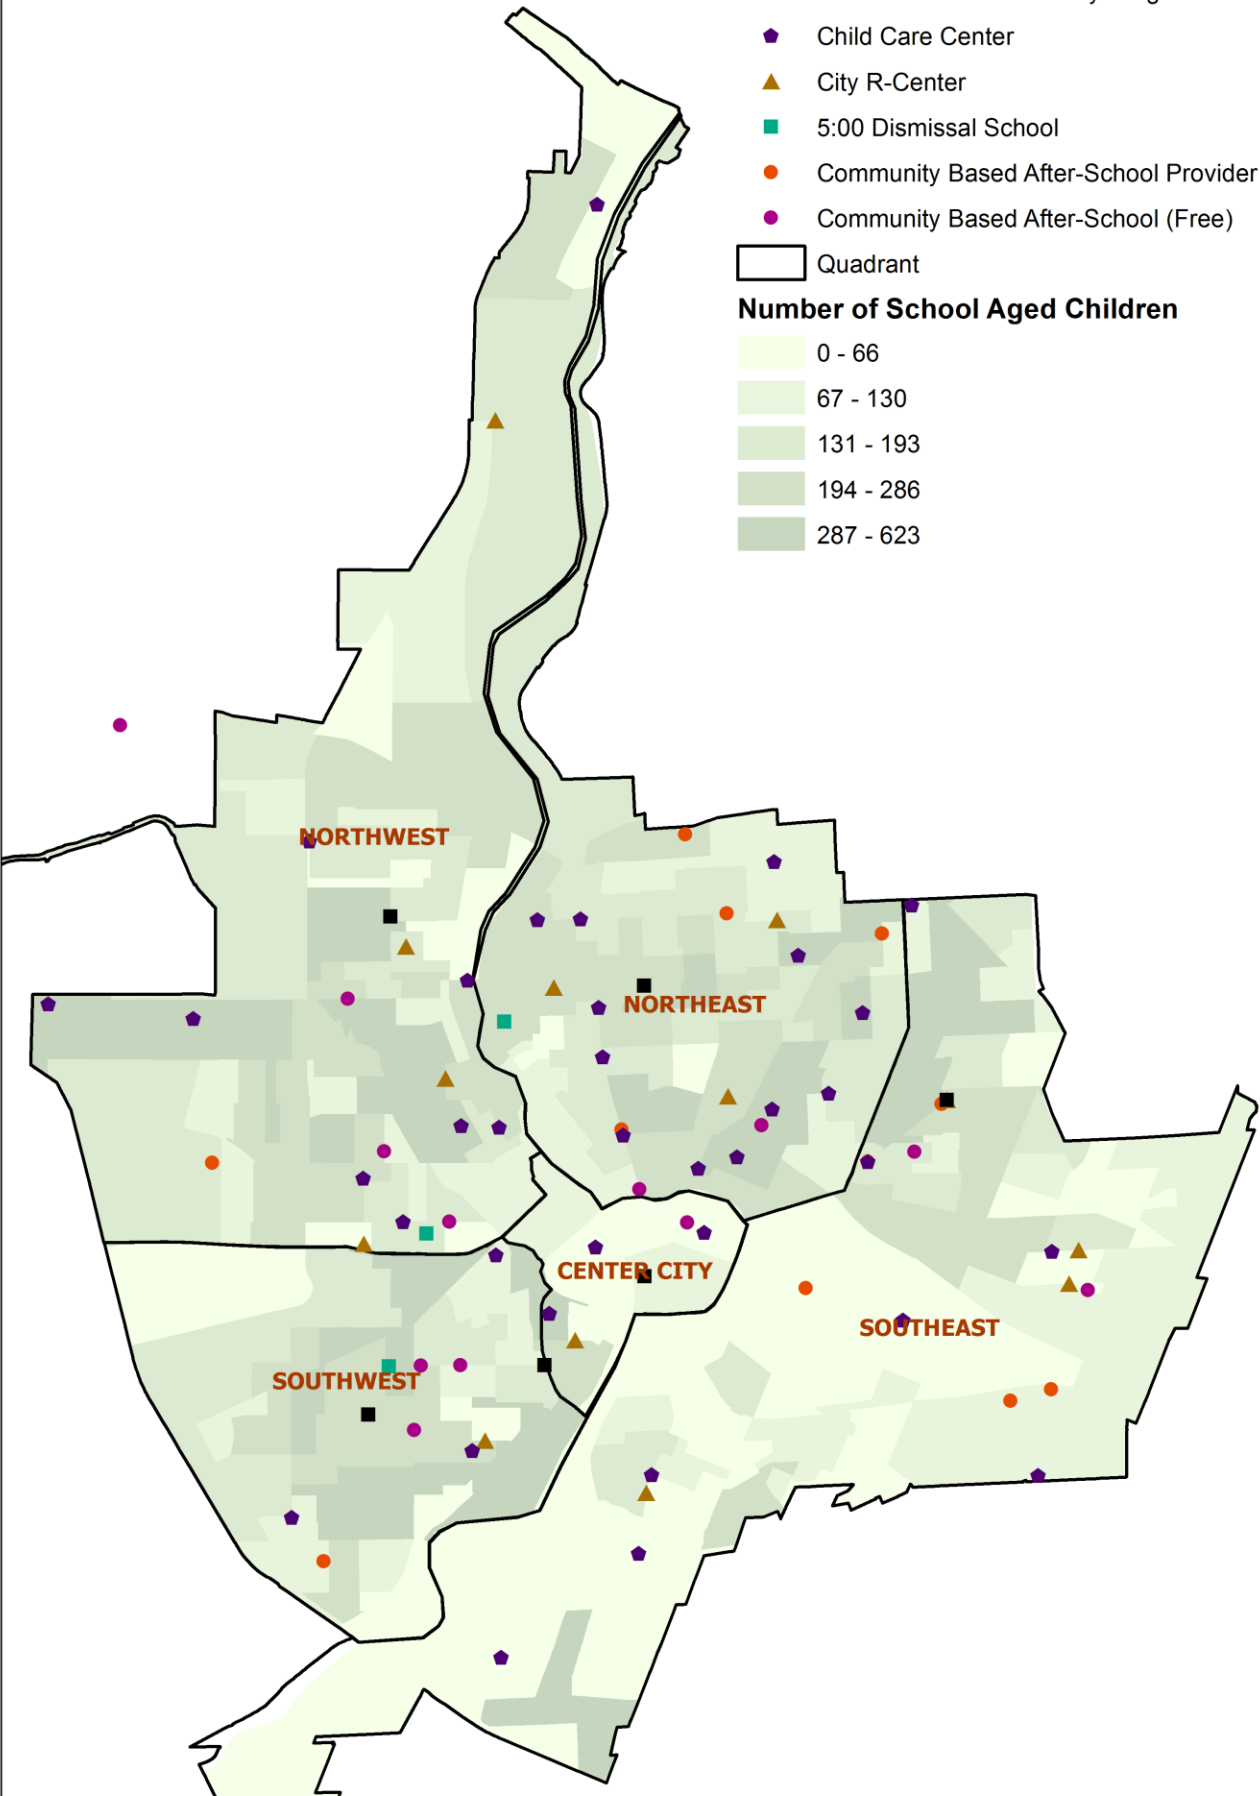 Child Care Center
City R-Center
5:00 Dismissal School
Community Based After-School Provider
Community Based After-School (Free)
Quadrant
Number of School Aged Children
0 - 66
67 - 130
131 - 193
194 - 286
287 - 623
NORTHWEST
NORTHEAST
CENTER CITY
SOUTHEAST
SOUTHWEST